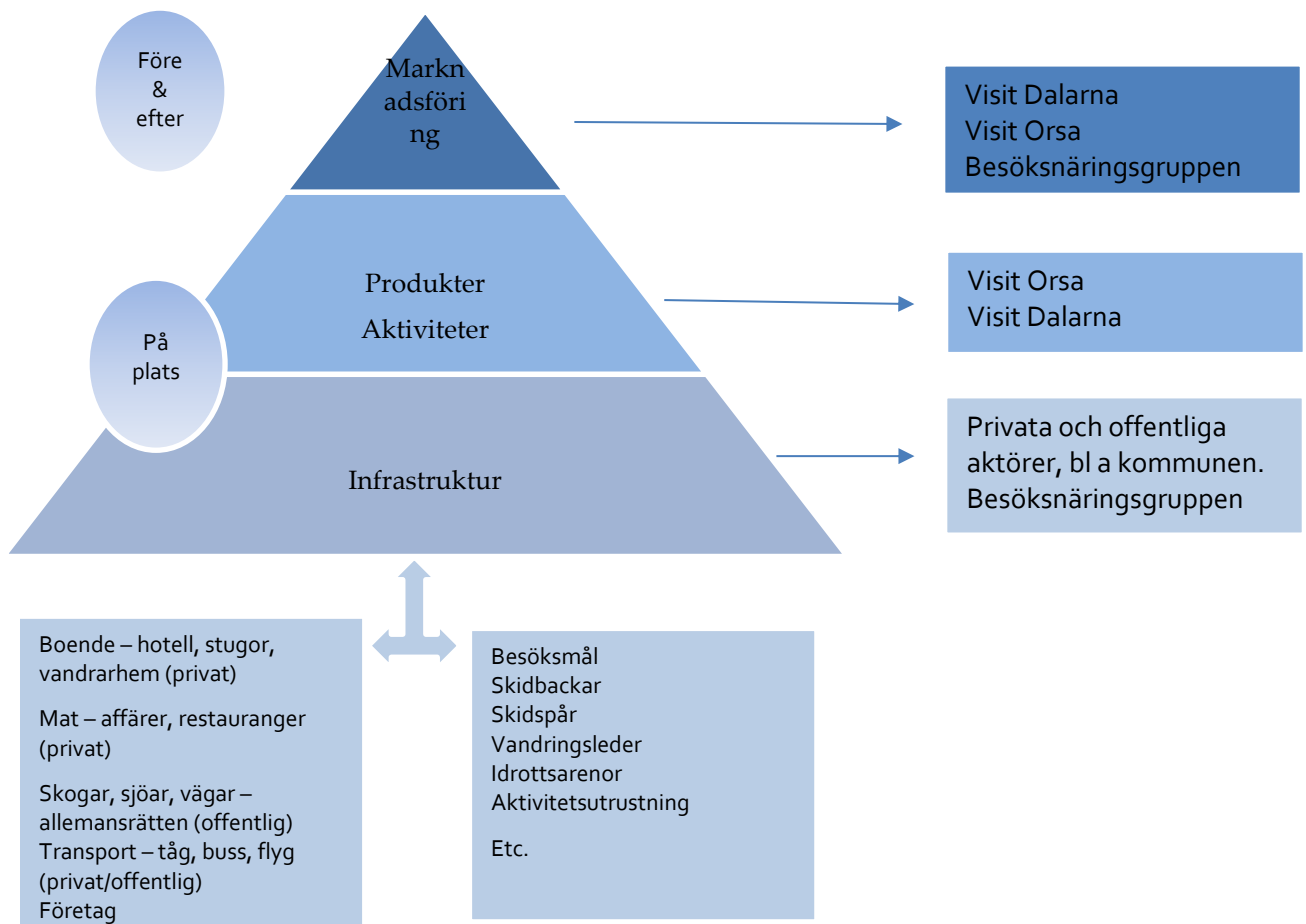 Före
&
efter
Markn
adsföri
ng
Visit Dalarna
Visit Orsa
Besöksnäringsgruppen
Produkter
Aktiviteter
Visit Orsa
Visit Dalarna
På
plats
Infrastruktur
Privata och offentliga
aktörer, bl a kommunen.
Besöksnäringsgruppen
Boende – hotell, stugor,
vandrarhem (privat)
Mat – affärer, restauranger
(privat)
Skogar, sjöar, vägar –
allemansrätten (offentlig)
Transport – tåg, buss, flyg
(privat/offentlig)
Företag
Besöksmål
Skidbackar
Skidspår
Vandringsleder
Idrottsarenor
Aktivitetsutrustning
Etc.